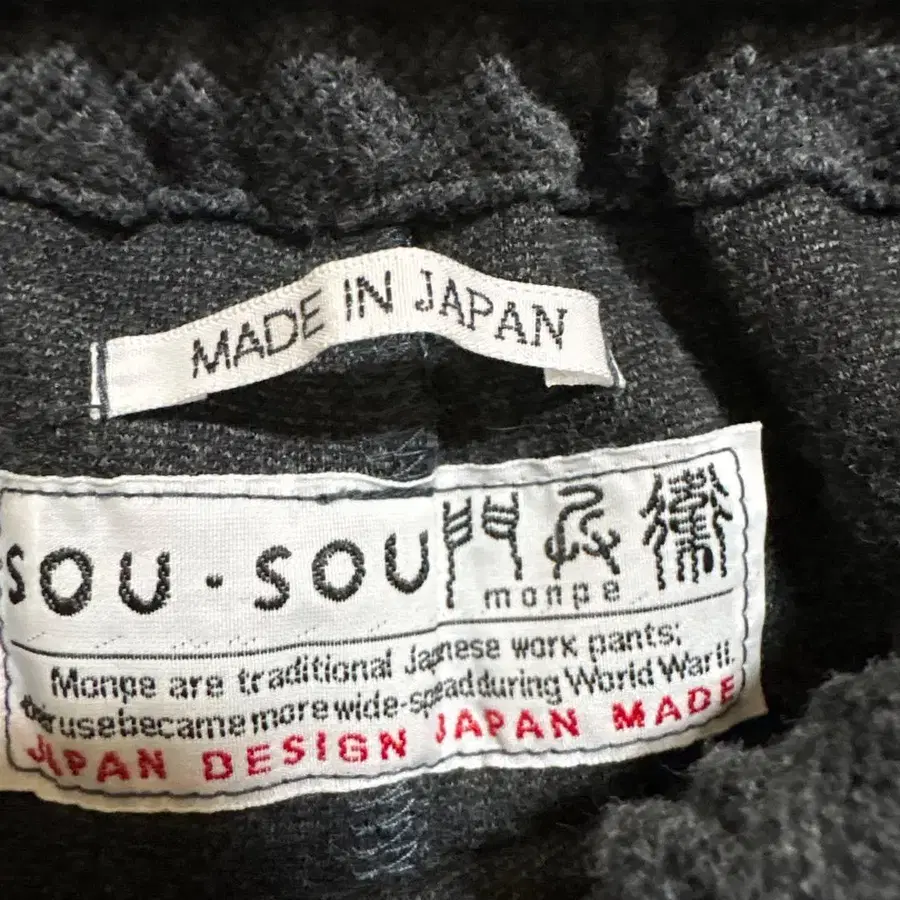 MADE IN JAPAN
SOU・SOU
monpe
Monpe are traditional Japanese work pants;
their use became more wide-spread during World War II.
JAPAN DESIGN JAPAN MADE